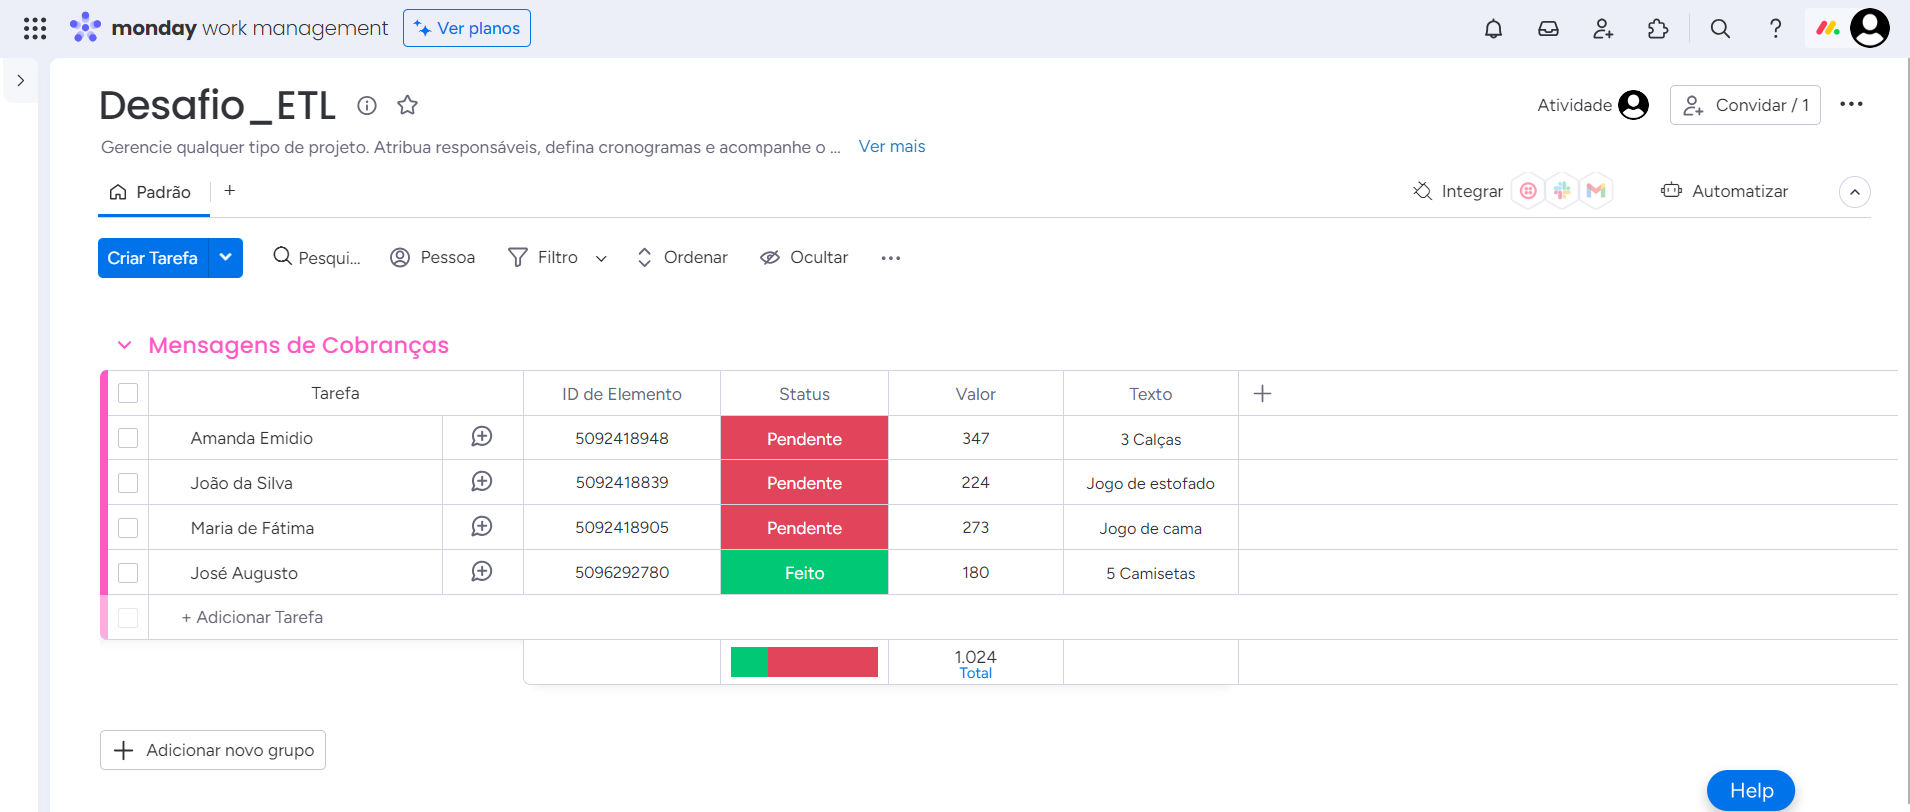 monday work management Ver planos
Desafio_ETL
Atividade Convidar / 1
Gerencie qualquer tipo de projeto. Atribua responsáveis, defina cronogramas e acompanhe o ... Ver mais
Padrão + Integrar Automatizar
Criar Tarefa Pesqui... Pessoa Filtro Ordenar Ocultar
Mensagens de Cobranças
Tarefa ID de Elemento Status Valor Texto
Amanda Emidio 5092418948 Pendente 347 3 Calças
João da Silva 5092418839 Pendente 224 Jogo de estofado
Maria de Fátima 5092418905 Pendente 273 Jogo de cama
José Augusto 5096292780 Feito 180 5 Camisetas
+ Adicionar Tarefa
1.024
Total
Adicionar novo grupo
Help